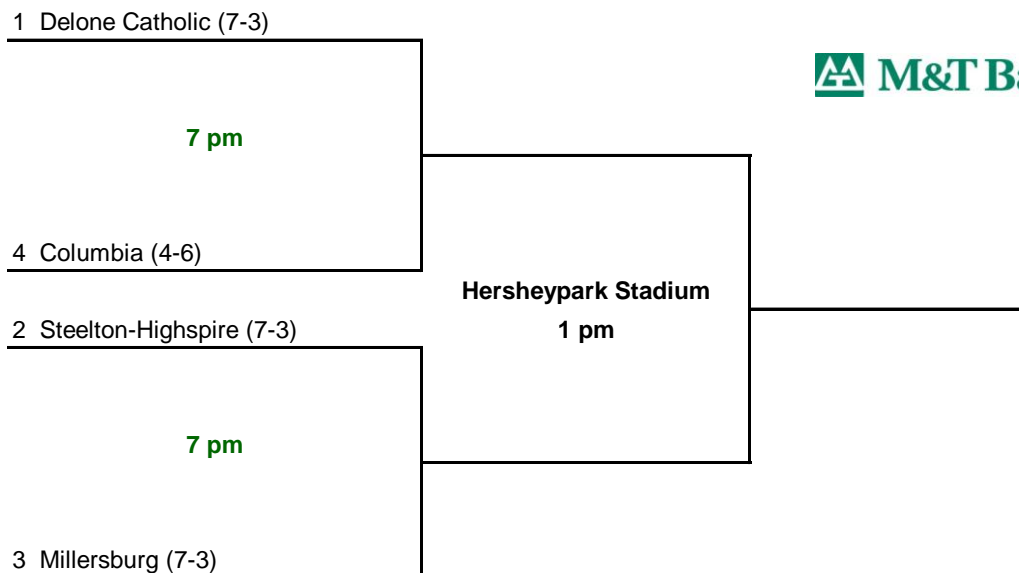 1 Delone Catholic (7-3)
M&T Ba
7 pm
4 Columbia (4-6)
Hersheypark Stadium
1 pm
2 Steelton-Highspire (7-3)
7 pm
3 Millersburg (7-3)